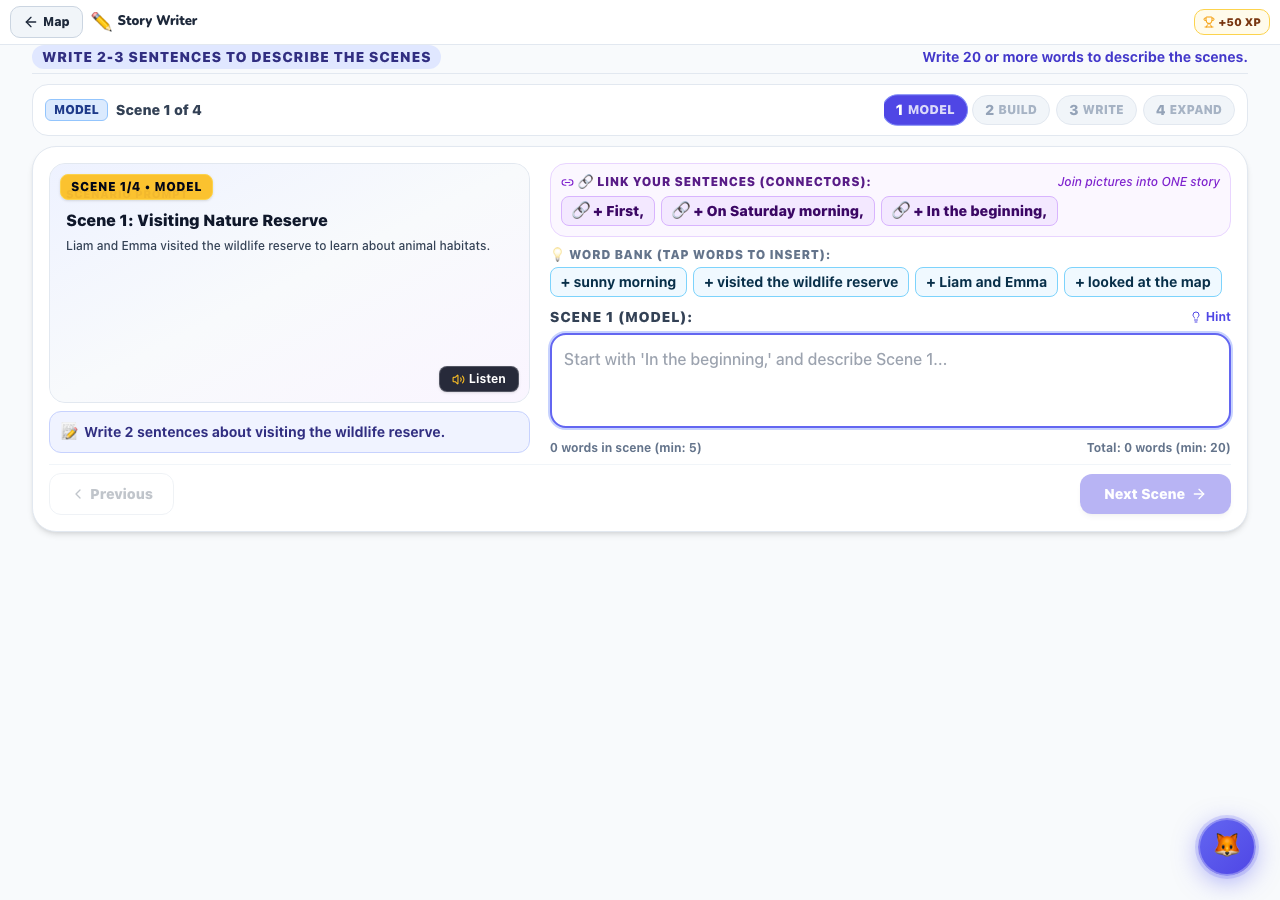 Map
Story Writer
+50 XP
WRITE 2-3 SENTENCES TO DESCRIBE THE SCENES
Write 20 or more words to describe the scenes.
MODEL
Scene 1 of 4
1 MODEL
2 BUILD
3 WRITE
4 EXPAND
SCENE 1/4 • MODEL
Scene 1: Visiting Nature Reserve
Liam and Emma visited the wildlife reserve to learn about animal habitats.
Listen
Write 2 sentences about visiting the wildlife reserve.
LINK YOUR SENTENCES (CONNECTORS):
Join pictures into ONE story
+ First,
+ On Saturday morning,
+ In the beginning,
WORD BANK (TAP WORDS TO INSERT):
+ sunny morning
+ visited the wildlife reserve
+ Liam and Emma
+ looked at the map
SCENE 1 (MODEL):
Hint
Start with 'In the beginning,' and describe Scene 1...
0 words in scene (min: 5)
Total: 0 words (min: 20)
Previous
Next Scene